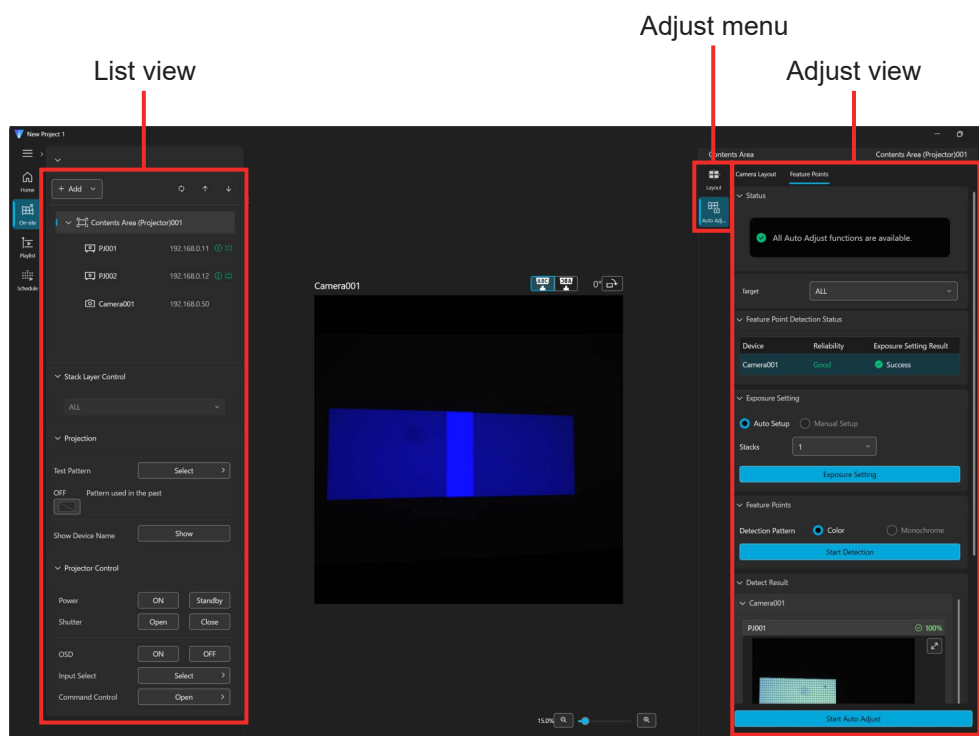 Adjust menu
List view
Adjust view
New Project 1
Contents Area
Contents Area (Projector)001
Home
On-site
Playlist
Schedule
+ Add
Contents Area (Projector)001
PJ001 192.168.0.11
PJ002 192.168.0.12
Camera001 192.168.0.50
Stack Layer Control
ALL
Projection
Test Pattern Select
OFF Pattern used in the past
Show Device Name Show
Projector Control
Power ON Standby
Shutter Open Close
OSD ON OFF
Input Select Select
Command Control Open
Camera001
ABC
0°
15.0%
Layout
Auto Adj...
Camera Layout Feature Points
Status
All Auto Adjust functions are available.
Target ALL
Feature Point Detection Status
Device Reliability Exposure Setting Result
Camera001 Good Success
Exposure Setting
Auto Setup Manual Setup
Stacks 1
Exposure Setting
Feature Points
Detection Pattern Color Monochrome
Start Detection
Detect Result
Camera001
PJ001 100%
Start Auto Adjust